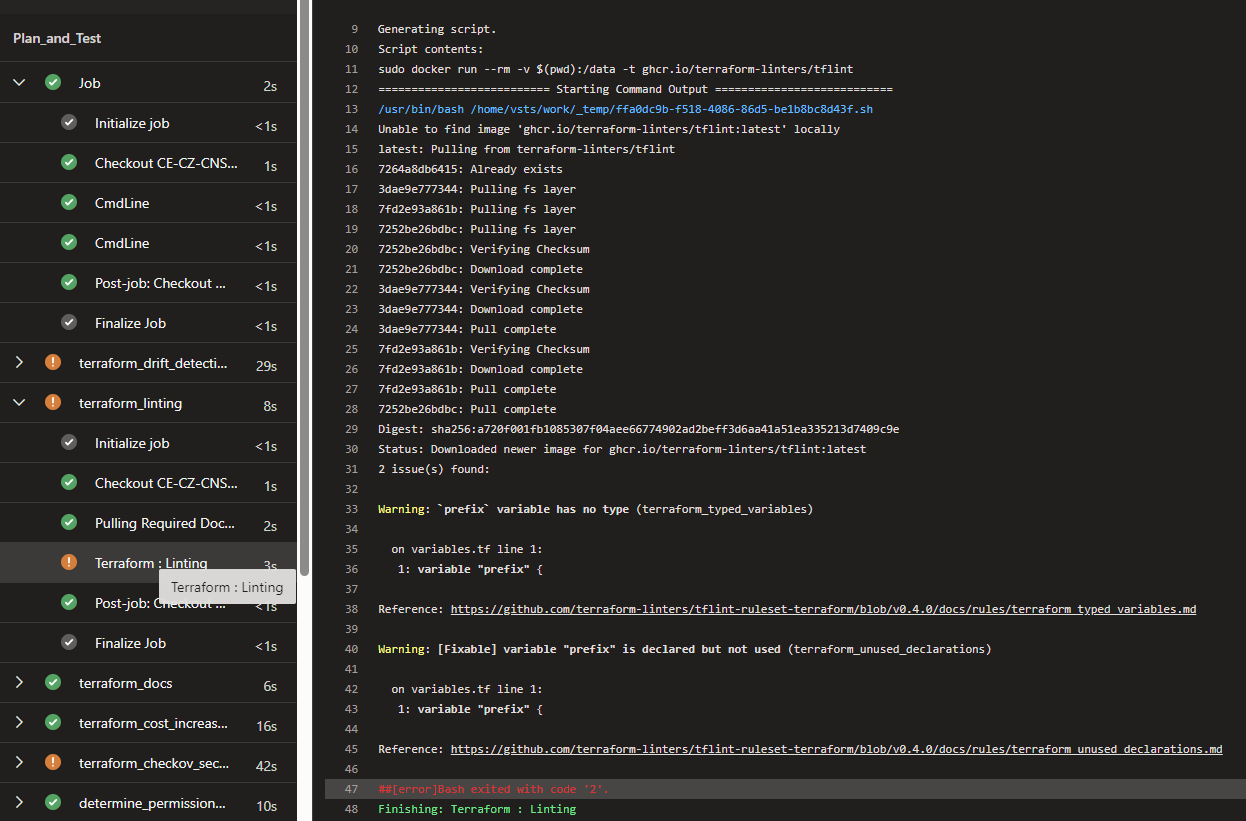 Plan_and_Test
Job 2s
Initialize job <1s
Checkout CE-CZ-CNS... 1s
CmdLine <1s
CmdLine <1s
Post-job: Checkout ... <1s
Finalize Job <1s
terraform_drift_detecti... 29s
terraform_linting 8s
Initialize job <1s
Checkout CE-CZ-CNS... 1s
Pulling Required Doc... 2s
Terraform : Linting 3s
Terraform : Linting
Post-job: Checkout ... <1s
Finalize Job <1s
terraform_docs 6s
terraform_cost_increas... 16s
terraform_checkov_sec... 42s
determine_permission... 10s
9 Generating script.
10 Script contents:
11 sudo docker run --rm -v $(pwd):/data -t ghcr.io/terraform-linters/tflint
12 ========================== Starting Command Output ===========================
13 /usr/bin/bash /home/vsts/work/_temp/ffa0dc9b-f518-4086-86d5-be1b8bc8d43f.sh
14 Unable to find image 'ghcr.io/terraform-linters/tflint:latest' locally
15 latest: Pulling from terraform-linters/tflint
16 7264a8db6415: Already exists
17 3dae9e777344: Pulling fs layer
18 7fd2e93a861b: Pulling fs layer
19 7252be26bdbc: Pulling fs layer
20 7252be26bdbc: Verifying Checksum
21 7252be26bdbc: Download complete
22 3dae9e777344: Verifying Checksum
23 3dae9e777344: Download complete
24 3dae9e777344: Pull complete
25 7fd2e93a861b: Verifying Checksum
26 7fd2e93a861b: Download complete
27 7fd2e93a861b: Pull complete
28 7252be26bdbc: Pull complete
29 Digest: sha256:a720f001fb1085307f04aee66774902ad2beff3d6aa41a51ea335213d7409c9e
30 Status: Downloaded newer image for ghcr.io/terraform-linters/tflint:latest
31 2 issue(s) found:
32
33 Warning: `prefix` variable has no type (terraform_typed_variables)
34
35 on variables.tf line 1:
36 1: variable "prefix" {
37
38 Reference: https://github.com/terraform-linters/tflint-ruleset-terraform/blob/v0.4.0/docs/rules/terraform_typed_variables.md
39
40 Warning: [Fixable] variable "prefix" is declared but not used (terraform_unused_declarations)
41
42 on variables.tf line 1:
43 1: variable "prefix" {
44
45 Reference: https://github.com/terraform-linters/tflint-ruleset-terraform/blob/v0.4.0/docs/rules/terraform_unused_declarations.md
46
47 ##[error]Bash exited with code '2'.
48 Finishing: Terraform : Linting